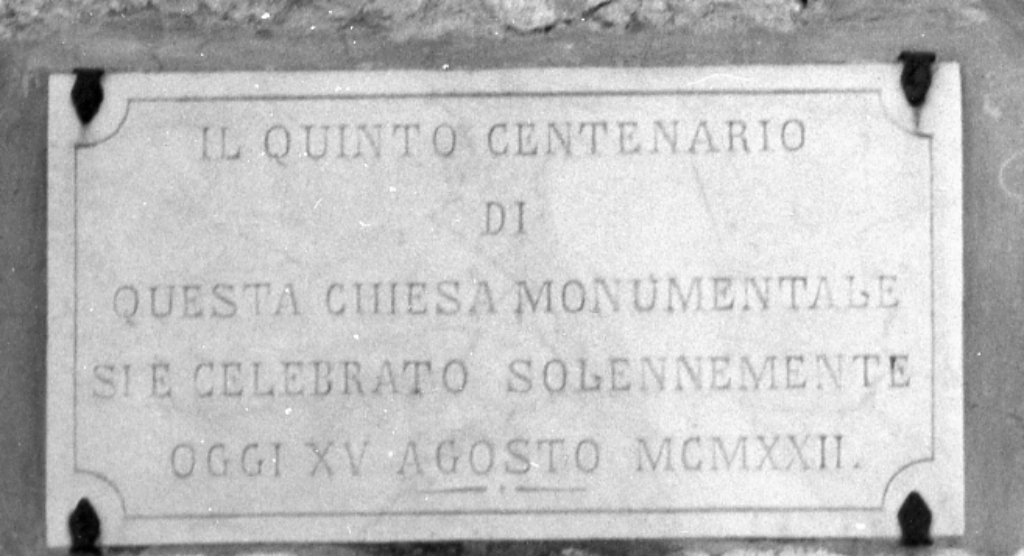 IL QUINTO CENTENARIO
DI
QUESTA CHIESA MONUMENTALE
SI E CELEBRATO SOLENNEMENTE
OGGI XV AGOSTO MCMXXII.